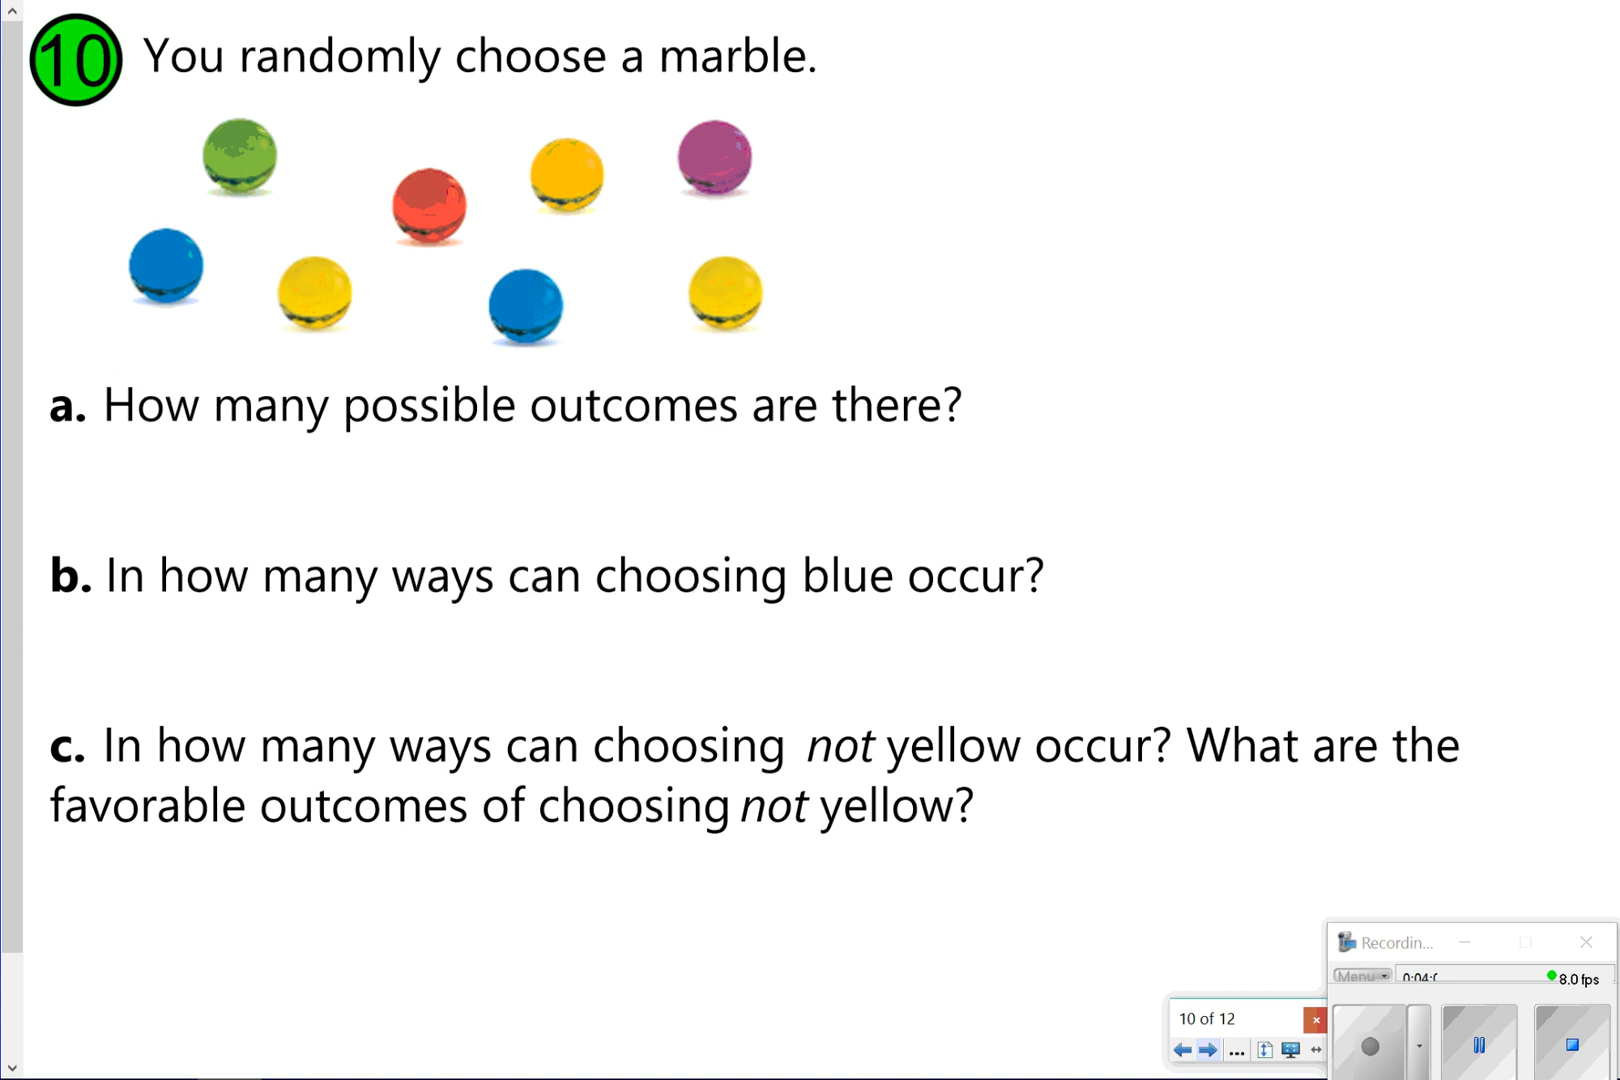 10 You randomly choose a marble.
a. How many possible outcomes are there?
b. In how many ways can choosing blue occur?
c. In how many ways can choosing not yellow occur? What are the
favorable outcomes of choosing not yellow?
Recordin...
Menu
8.0 fps
10 of 12